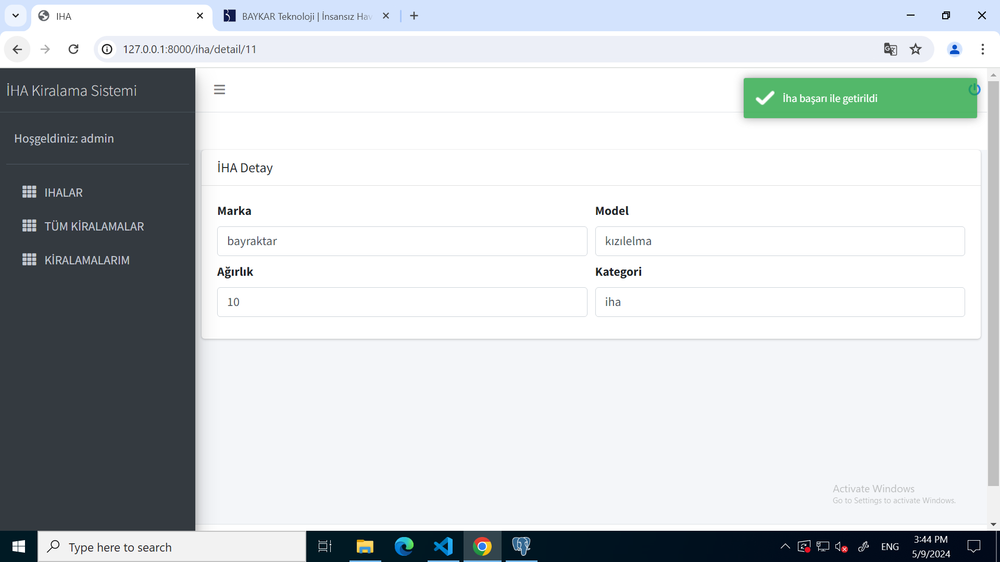 IHA
BAYKAR Teknoloji | İnsansız Hav
127.0.0.1:8000/iha/detail/11
İHA Kiralama Sistemi
İha başarı ile getirildi
Hoşgeldiniz: admin
İHA Detay
IHALAR
TÜM KİRALAMALAR
KİRALAMALARIM
Marka
Model
bayraktar
kızılelma
Ağırlık
Kategori
10
iha
Activate Windows
Go to Settings to activate Windows.
Type here to search
ENG
3:44 PM
5/9/2024